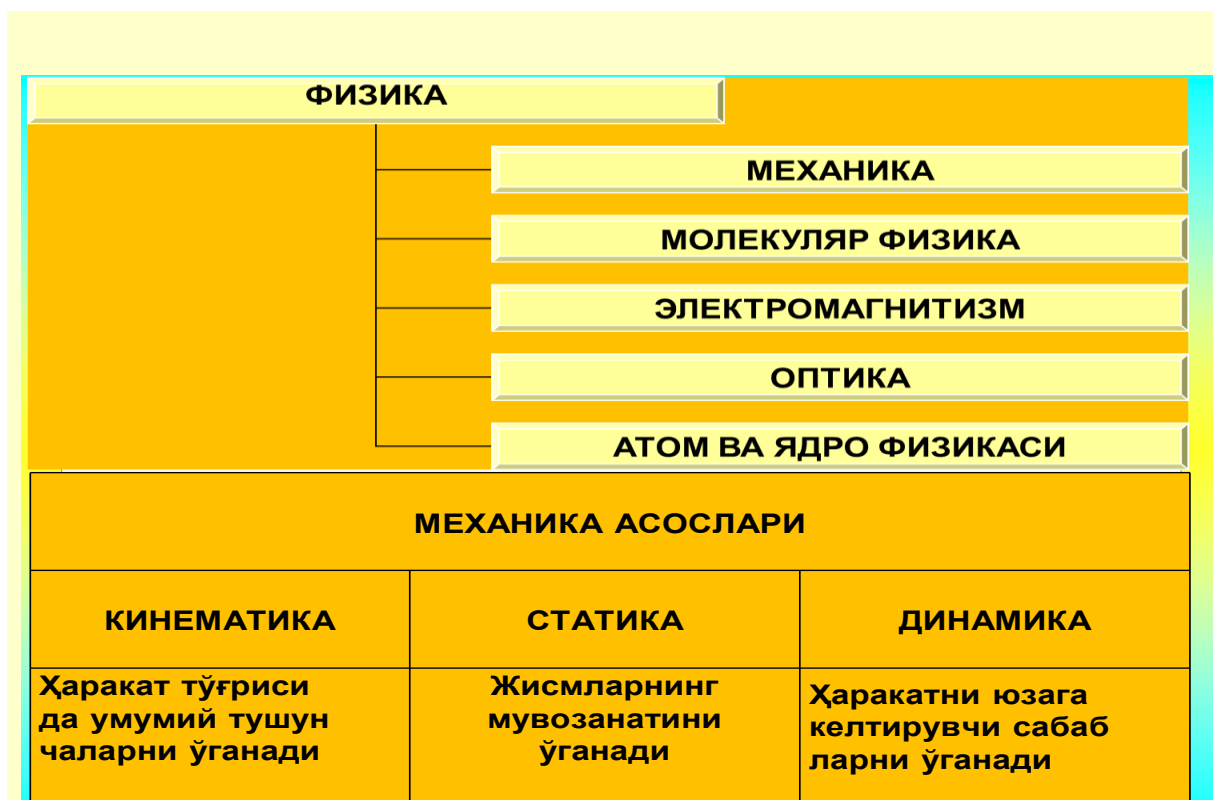 ФИЗИКА
МЕХАНИКА
МОЛЕКУЛЯР ФИЗИКА
ЭЛЕКТРОМАГНИТИЗМ
ОПТИКА
АТОМ ВА ЯДРО ФИЗИКАСИ
МЕХАНИКА АСОСЛАРИ
КИНЕМАТИКА
СТАТИКА
ДИНАМИКА
Ҳаракат тўғриси
да умумий тушун
чаларни ўганади
Жисмларнинг
мувозанатини
ўганади
Ҳаракатни юзага
келтирувчи сабаб
ларни ўганади